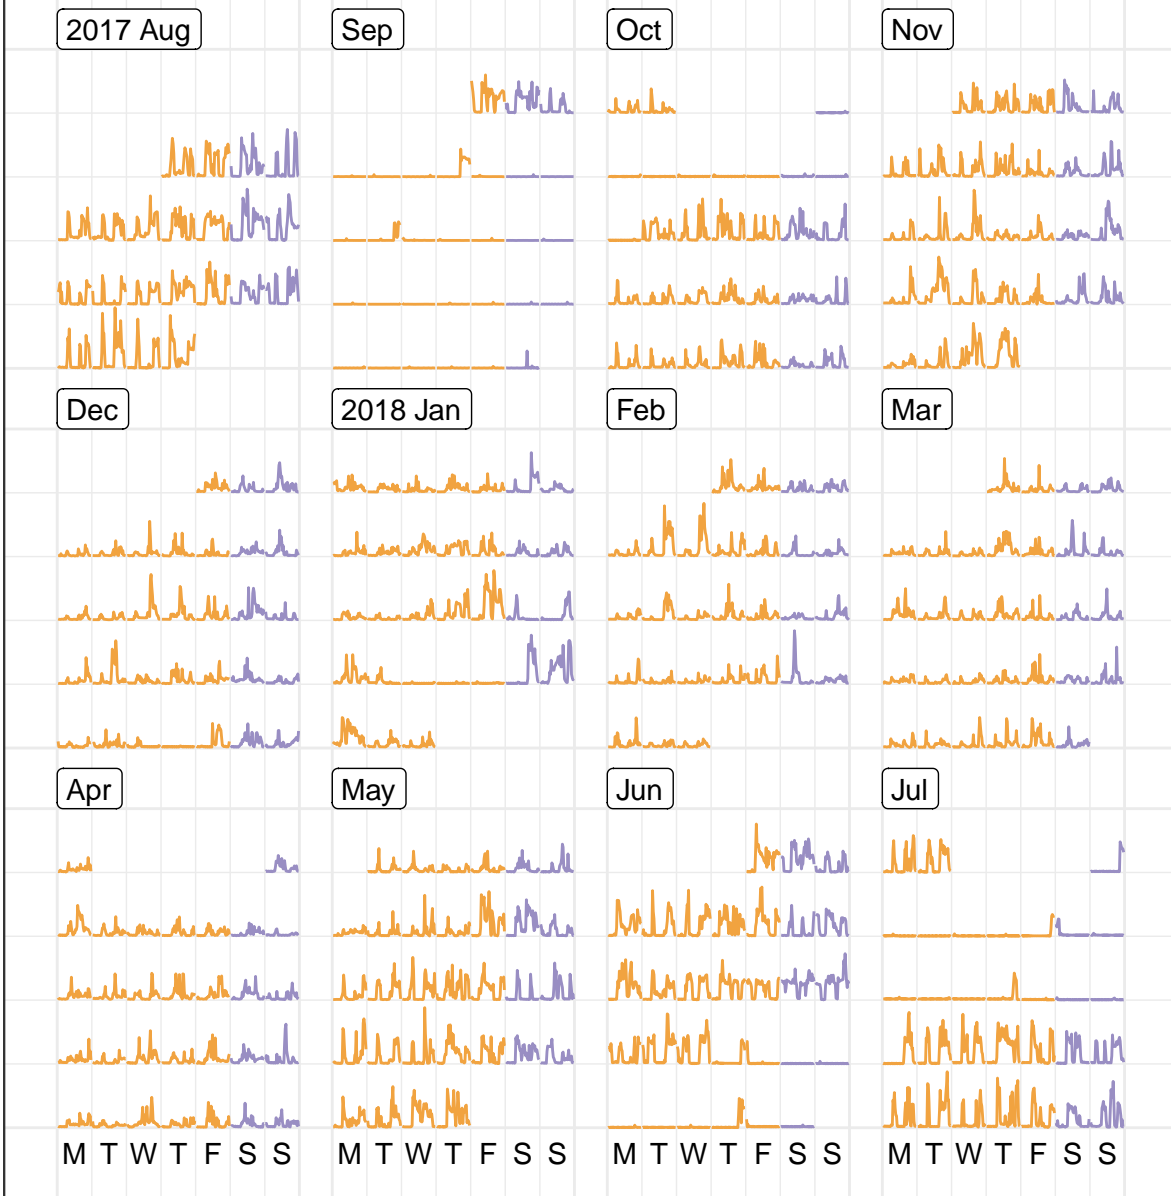 2017 Aug Sep Oct Nov
Dec 2018 Jan Feb Mar
Apr May Jun Jul
M T W T F S S M T W T F S S M T W T F S S M T W T F S S